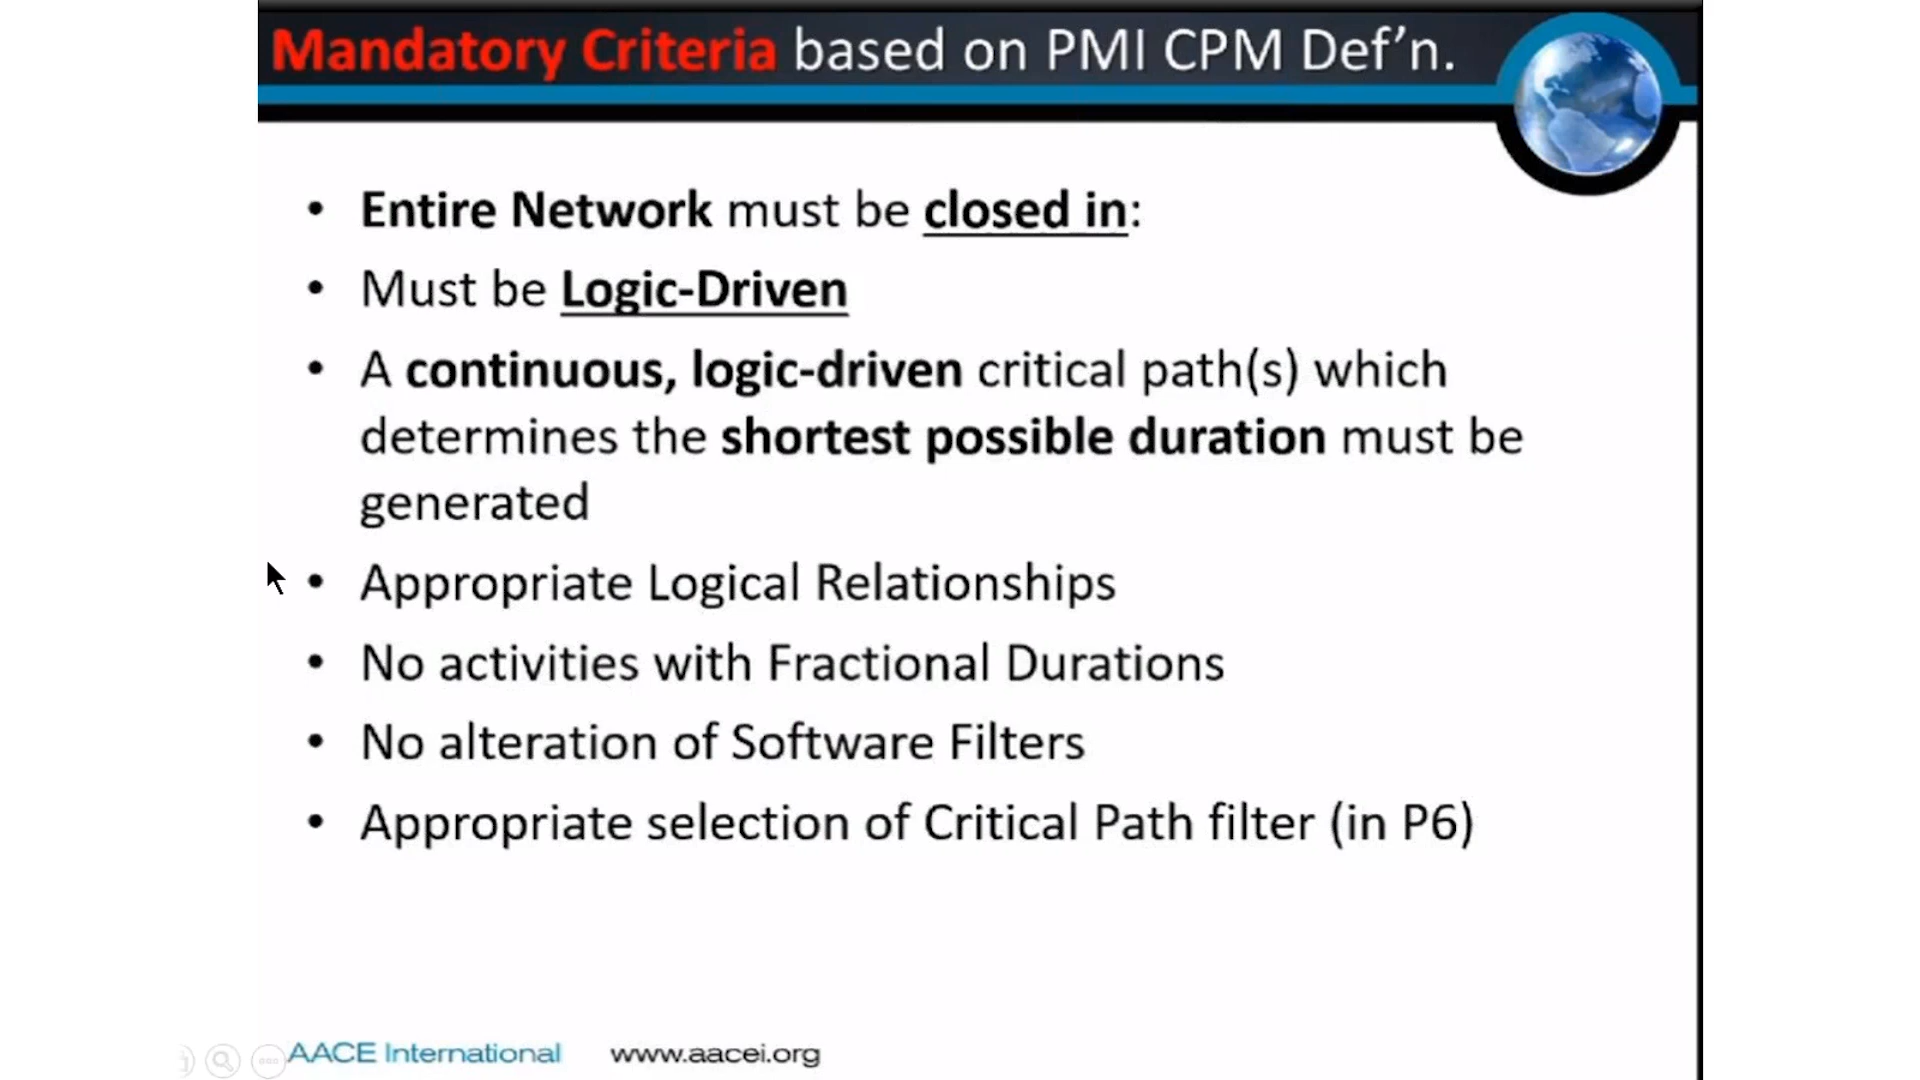 Mandatory Criteria based on PMI CPM Def’n.
• Entire Network must be closed in:
• Must be Logic-Driven
• A continuous, logic-driven critical path(s) which
determines the shortest possible duration must be
generated
• Appropriate Logical Relationships
• No activities with Fractional Durations
• No alteration of Software Filters
• Appropriate selection of Critical Path filter (in P6)
AACE International www.aacei.org